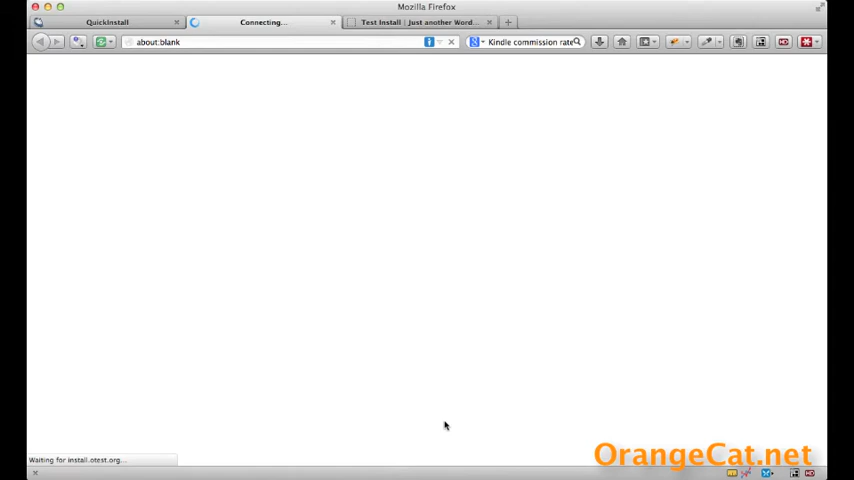 Mozilla Firefox
QuickInstall
Connecting...
Test Install | Just another Word...
about:blank
Kindle commission rate
Waiting for install.otest.org...
OrangeCat.net